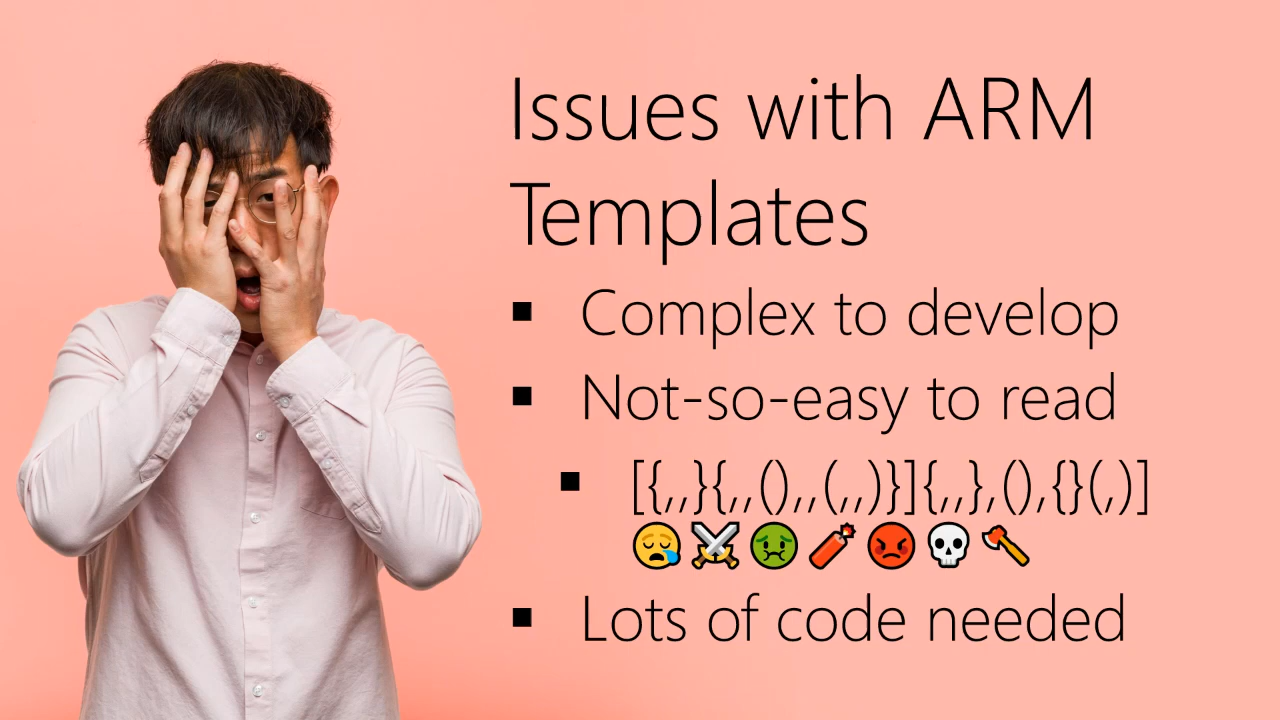 Issues with ARM
Templates
▪ Complex to develop
▪ Not-so-easy to read
▪ [{,,}{,,(),,(,,)}]{,,},(),{}(,)]
😪⚔🤢🧨😡💀🪓
▪ Lots of code needed